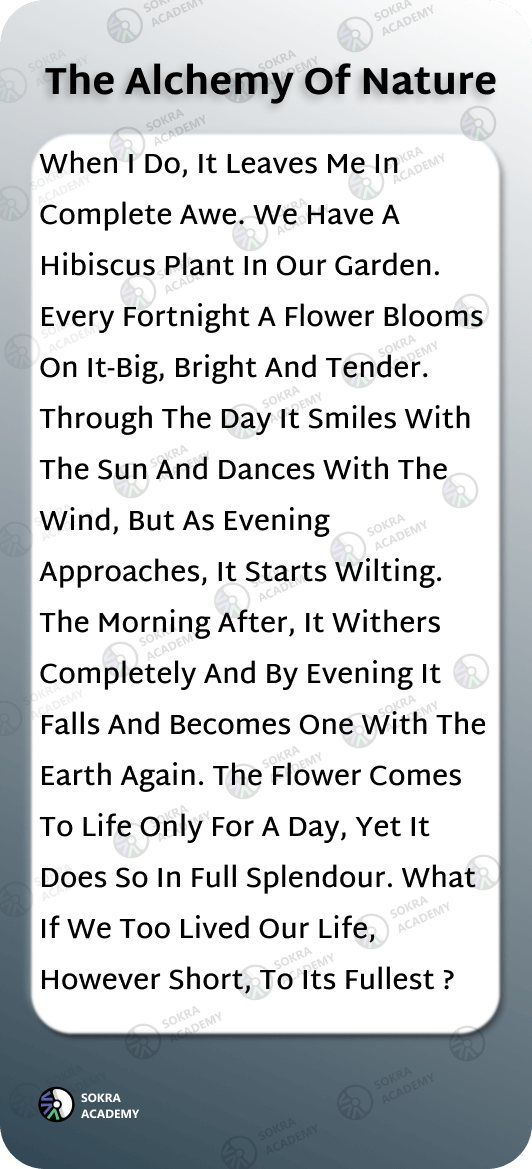 The Alchemy Of Nature
When I Do, It Leaves Me In
Complete Awe. We Have A
Hibiscus Plant In Our Garden.
Every Fortnight A Flower Blooms
On It-Big, Bright And Tender.
Through The Day It Smiles With
The Sun And Dances With The
Wind, But As Evening
Approaches, It Starts Wilting.
The Morning After, It Withers
Completely And By Evening It
Falls And Becomes One With The
Earth Again. The Flower Comes
To Life Only For A Day, Yet It
Does So In Full Splendour. What
If We Too Lived Our Life,
However Short, To Its Fullest ?
SOKRA
ACADEMY